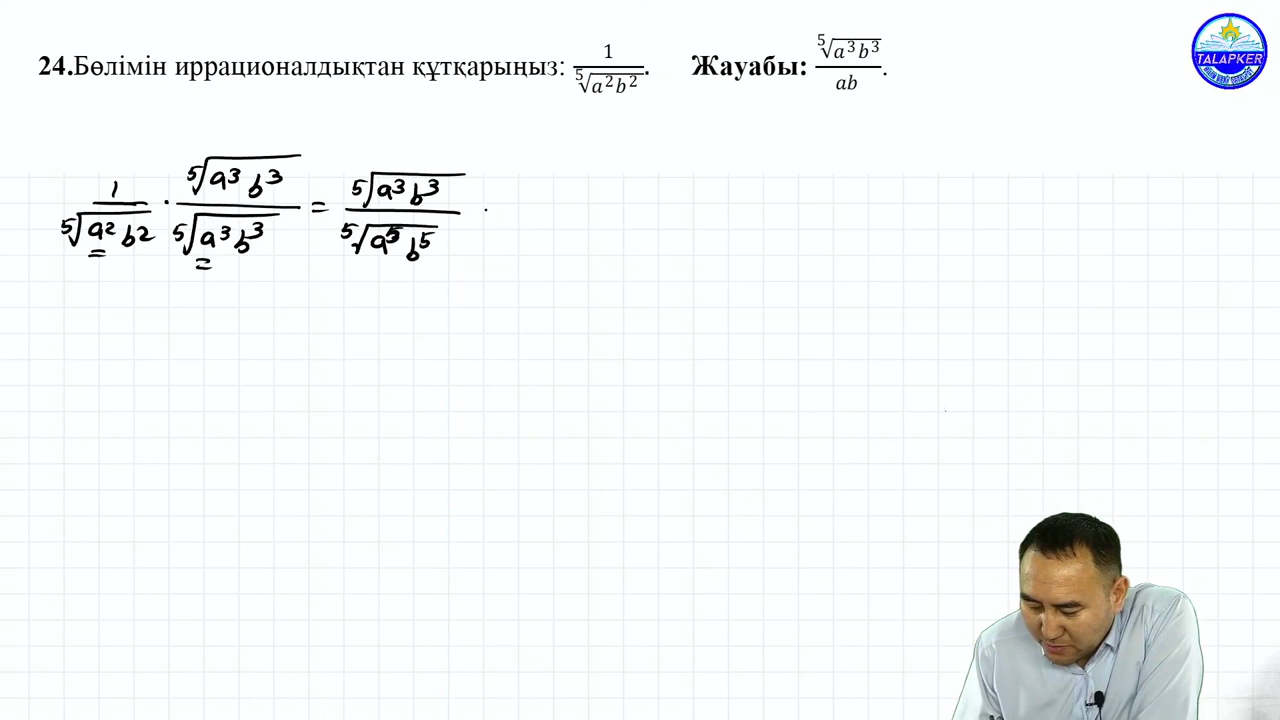 24.Бөлімін иррационалдықтан құтқарыңыз: 1/⁵√(a²b²). Жауабы: ⁵√(a³b³)/ab.
TALAPKER
1/⁵√(a²b²) · ⁵√(a³b³)/⁵√(a³b³) = ⁵√(a³b³)/⁵√(a⁵b⁵)